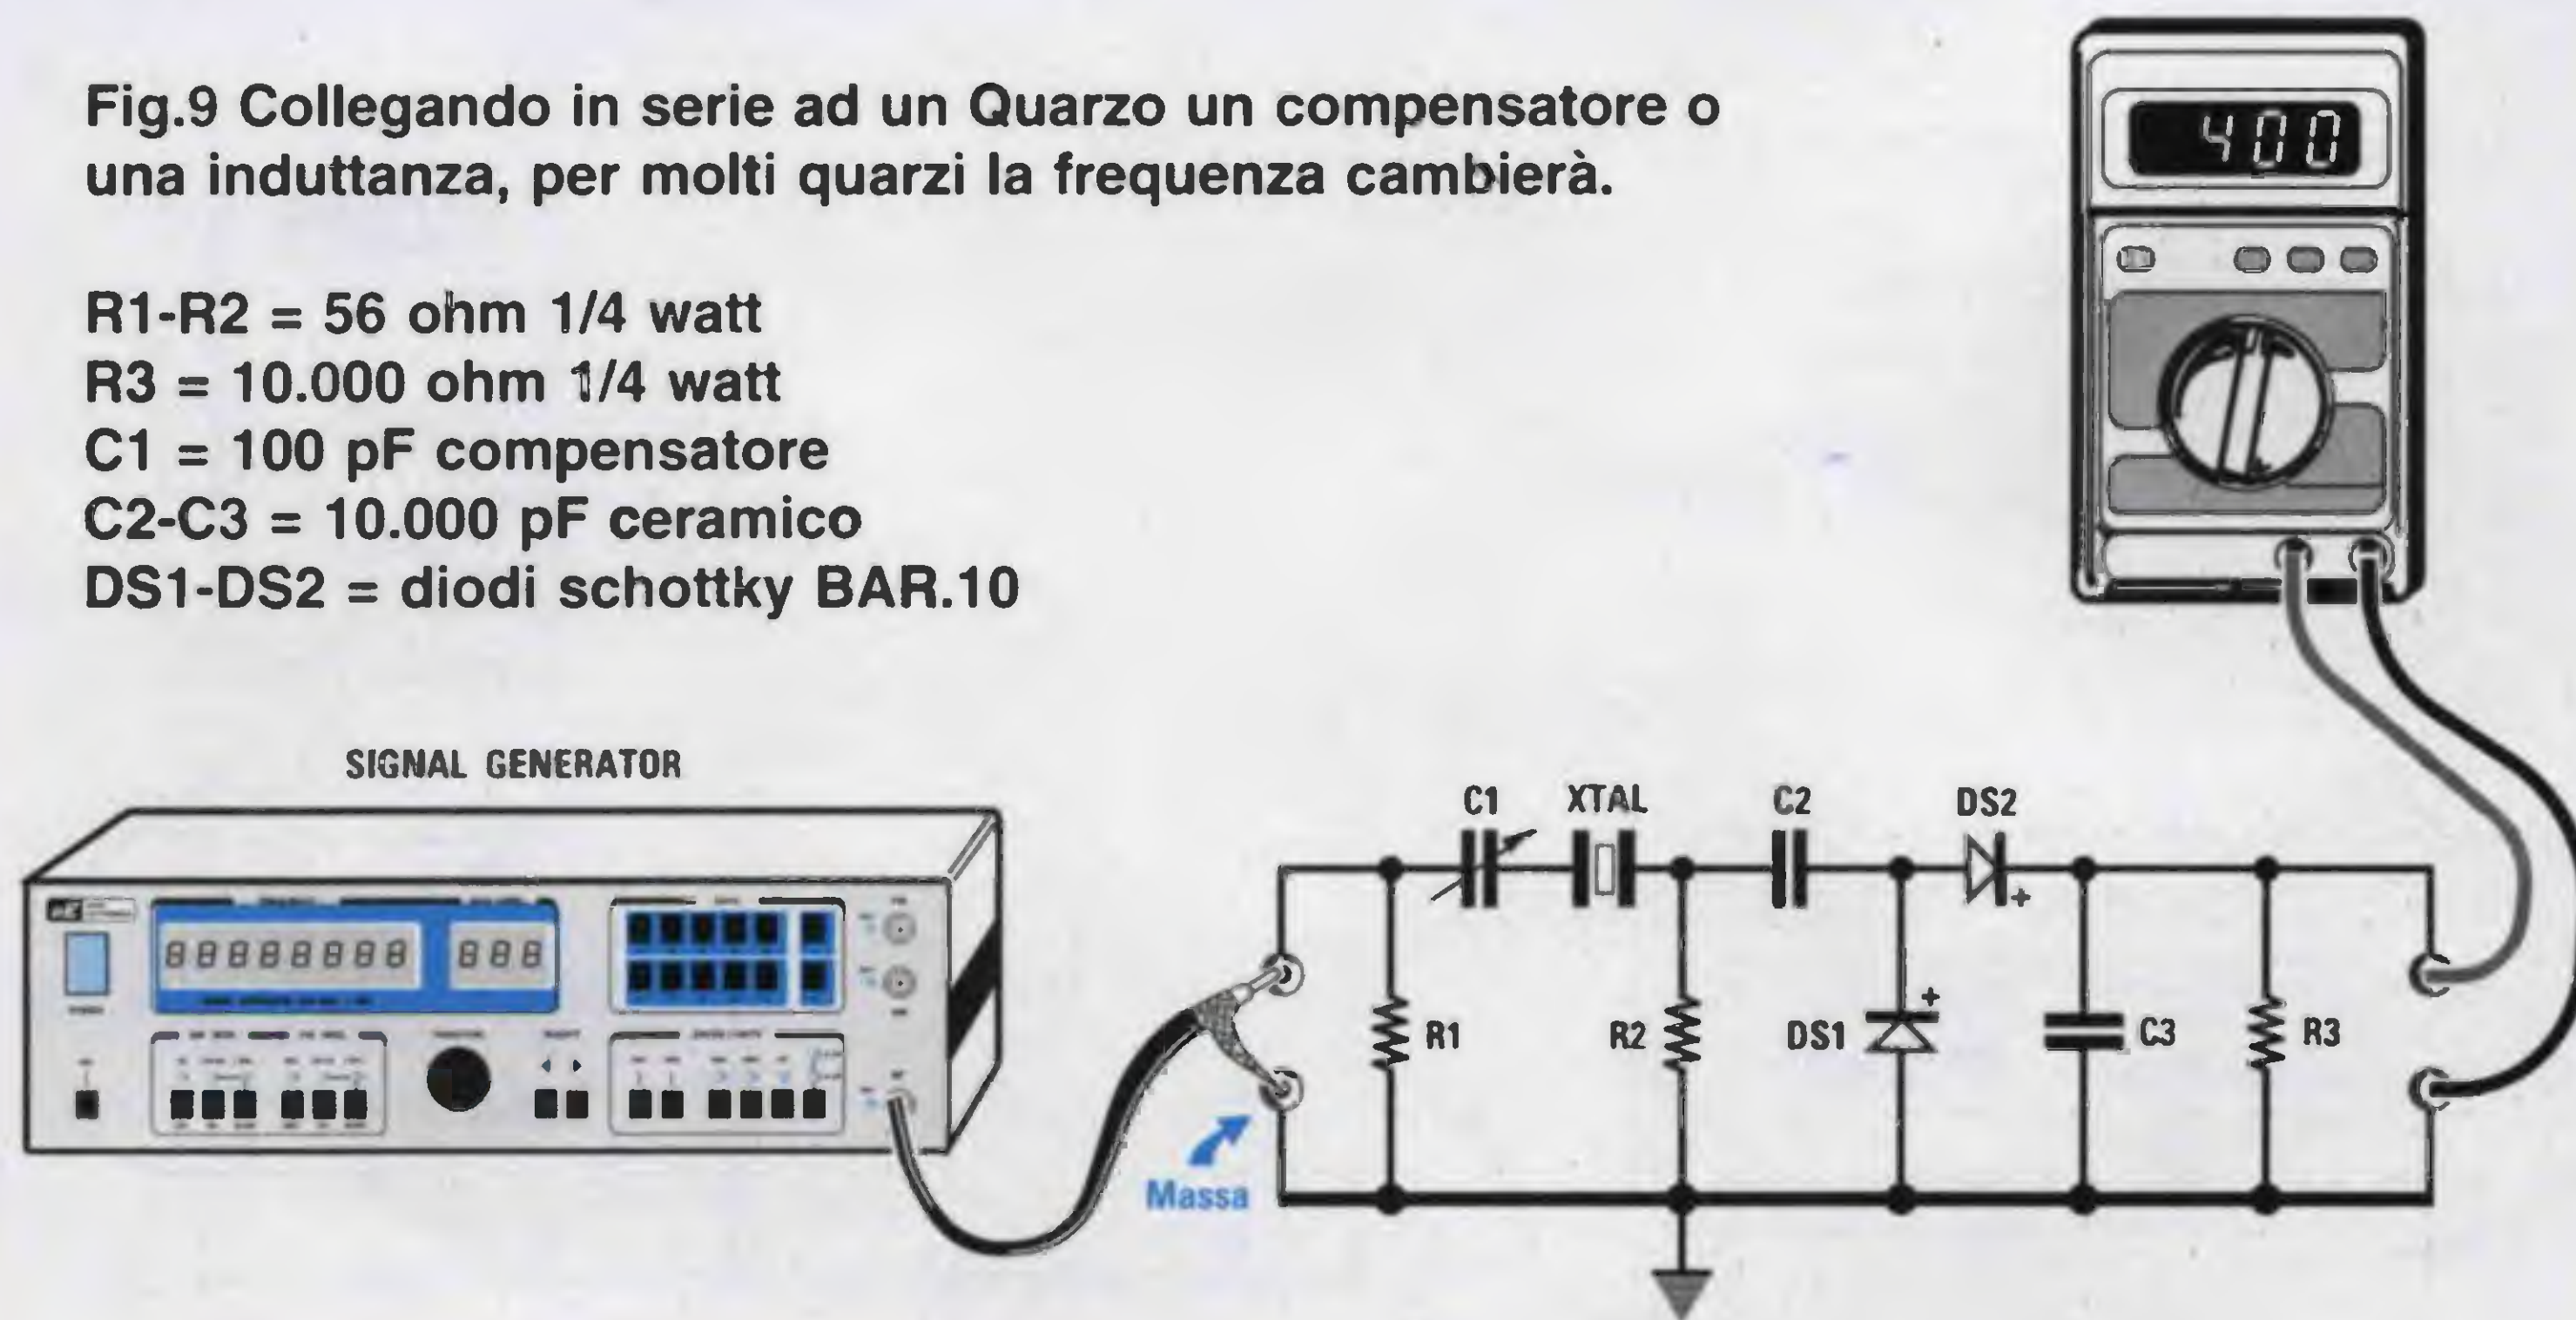 Fig.9 Collegando in serie ad un Quarzo un compensatore o
una induttanza, per molti quarzi la frequenza cambierà.
R1-R2 = 56 ohm 1/4 watt
R3 = 10.000 ohm 1/4 watt
C1 = 100 pF compensatore
C2-C3 = 10.000 pF ceramico
DS1-DS2 = diodi schottky BAR.10
400
SIGNAL GENERATOR
88888888 888
C1 XTAL C2 DS2
+
+
R1 R2 DS1 C3 R3
Massa